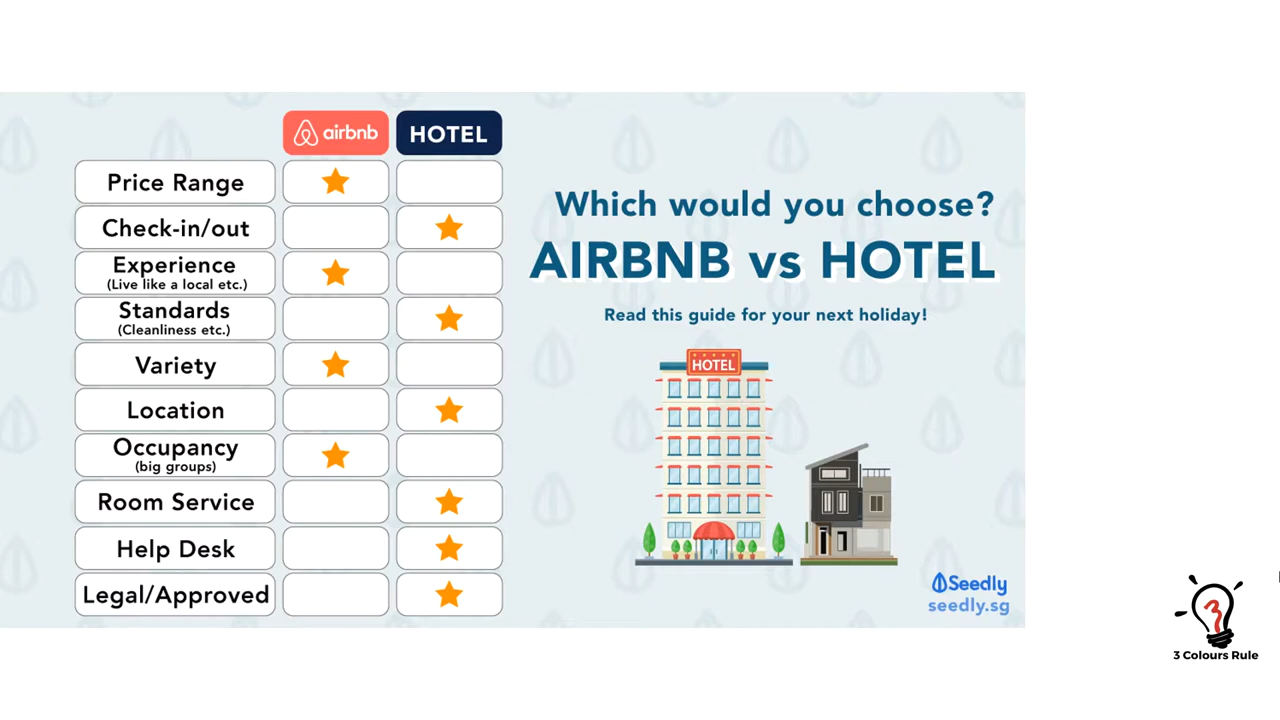 airbnb HOTEL
Price Range
Check-in/out
Experience
(Live like a local etc.)
Standards
(Cleanliness etc.)
Variety
Location
Occupancy
(big groups)
Room Service
Help Desk
Legal/Approved
Which would you choose?
AIRBNB vs HOTEL
Read this guide for your next holiday!
HOTEL
Seedly
seedly.sg
3
3 Colours Rule